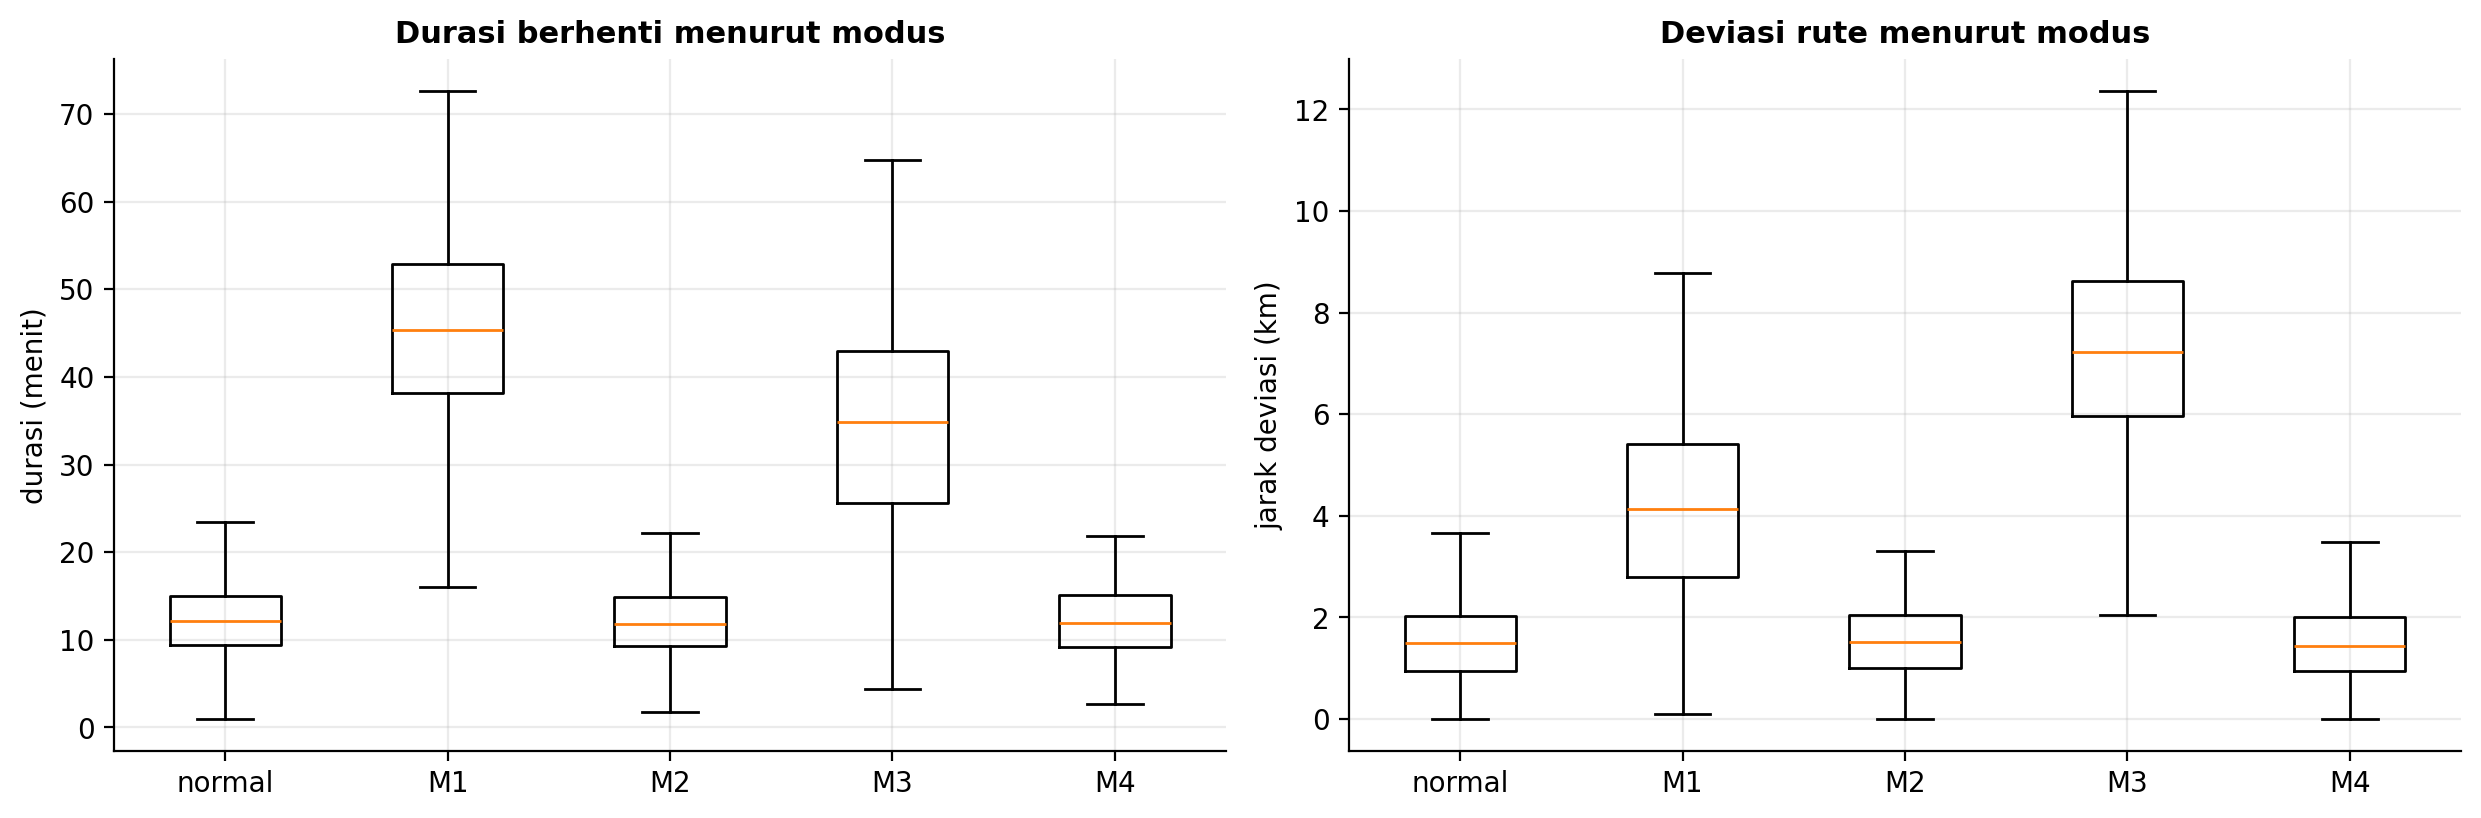 Durasi berhenti menurut modus
durasi (menit)
70
60
50
40
30
20
10
0
normal M1 M2 M3 M4
Deviasi rute menurut modus
jarak deviasi (km)
12
10
8
6
4
2
0
normal M1 M2 M3 M4